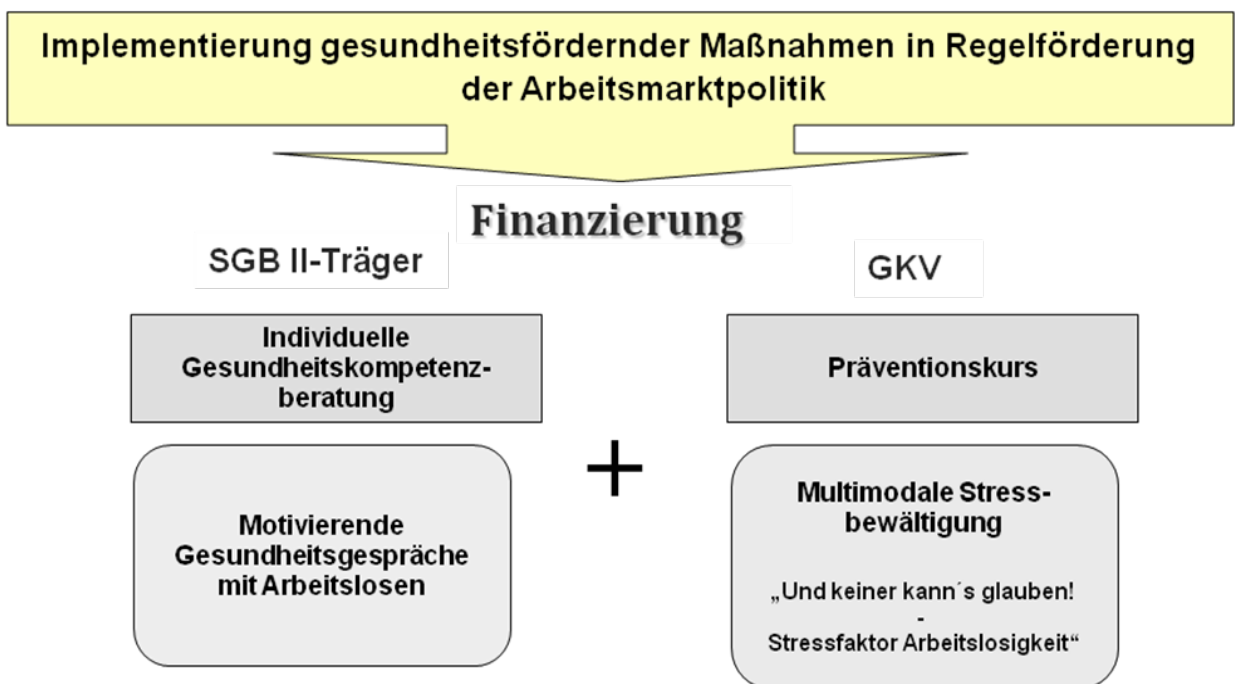 Implementierung gesundheitsfördernder Maßnahmen in Regelförderung
der Arbeitsmarktpolitik
Finanzierung
SGB II-Träger
GKV
Individuelle
Gesundheitskompetenz-
beratung
Präventionskurs
+
Motivierende
Gesundheitsgespräche
mit Arbeitslosen
Multimodale Stress-
bewältigung
„Und keiner kann´s glauben!
-
Stressfaktor Arbeitslosigkeit“